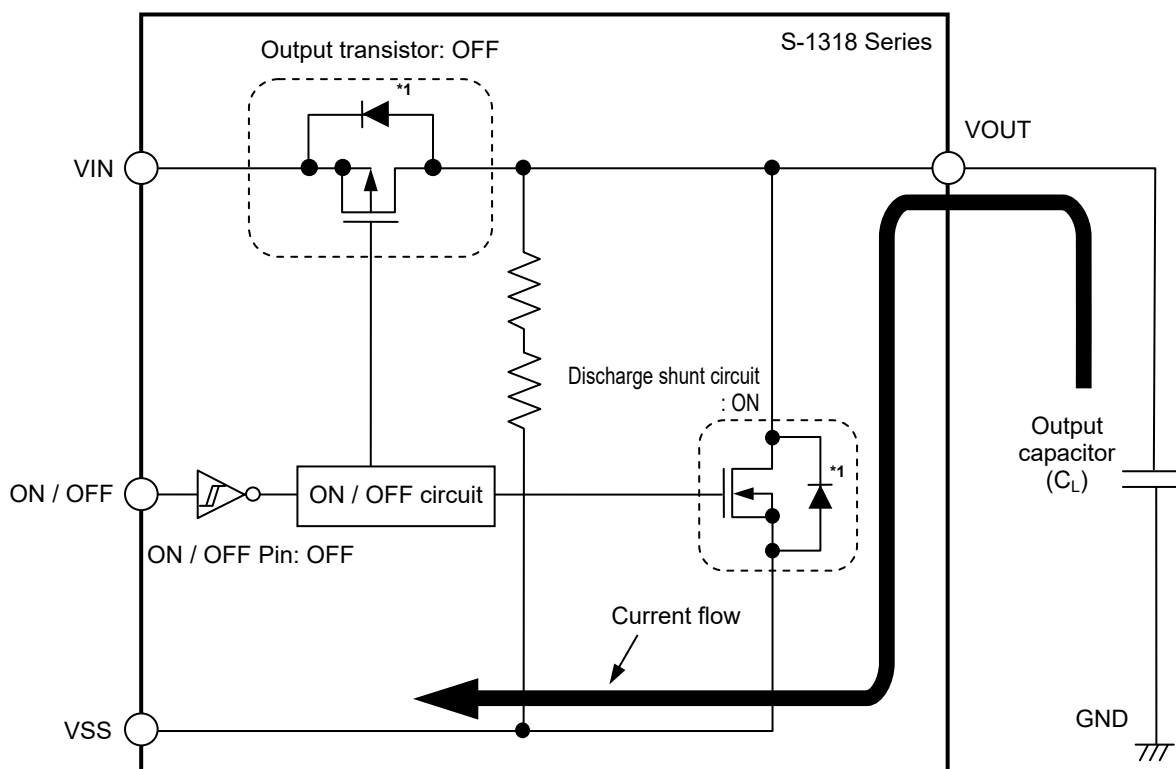 S-1318 Series
Output transistor: OFF
*1
VOUT
VIN
Discharge shunt circuit
: ON
*1
Output
capacitor
(CL)
ON / OFF
ON / OFF circuit
ON / OFF Pin: OFF
Current flow
GND
VSS